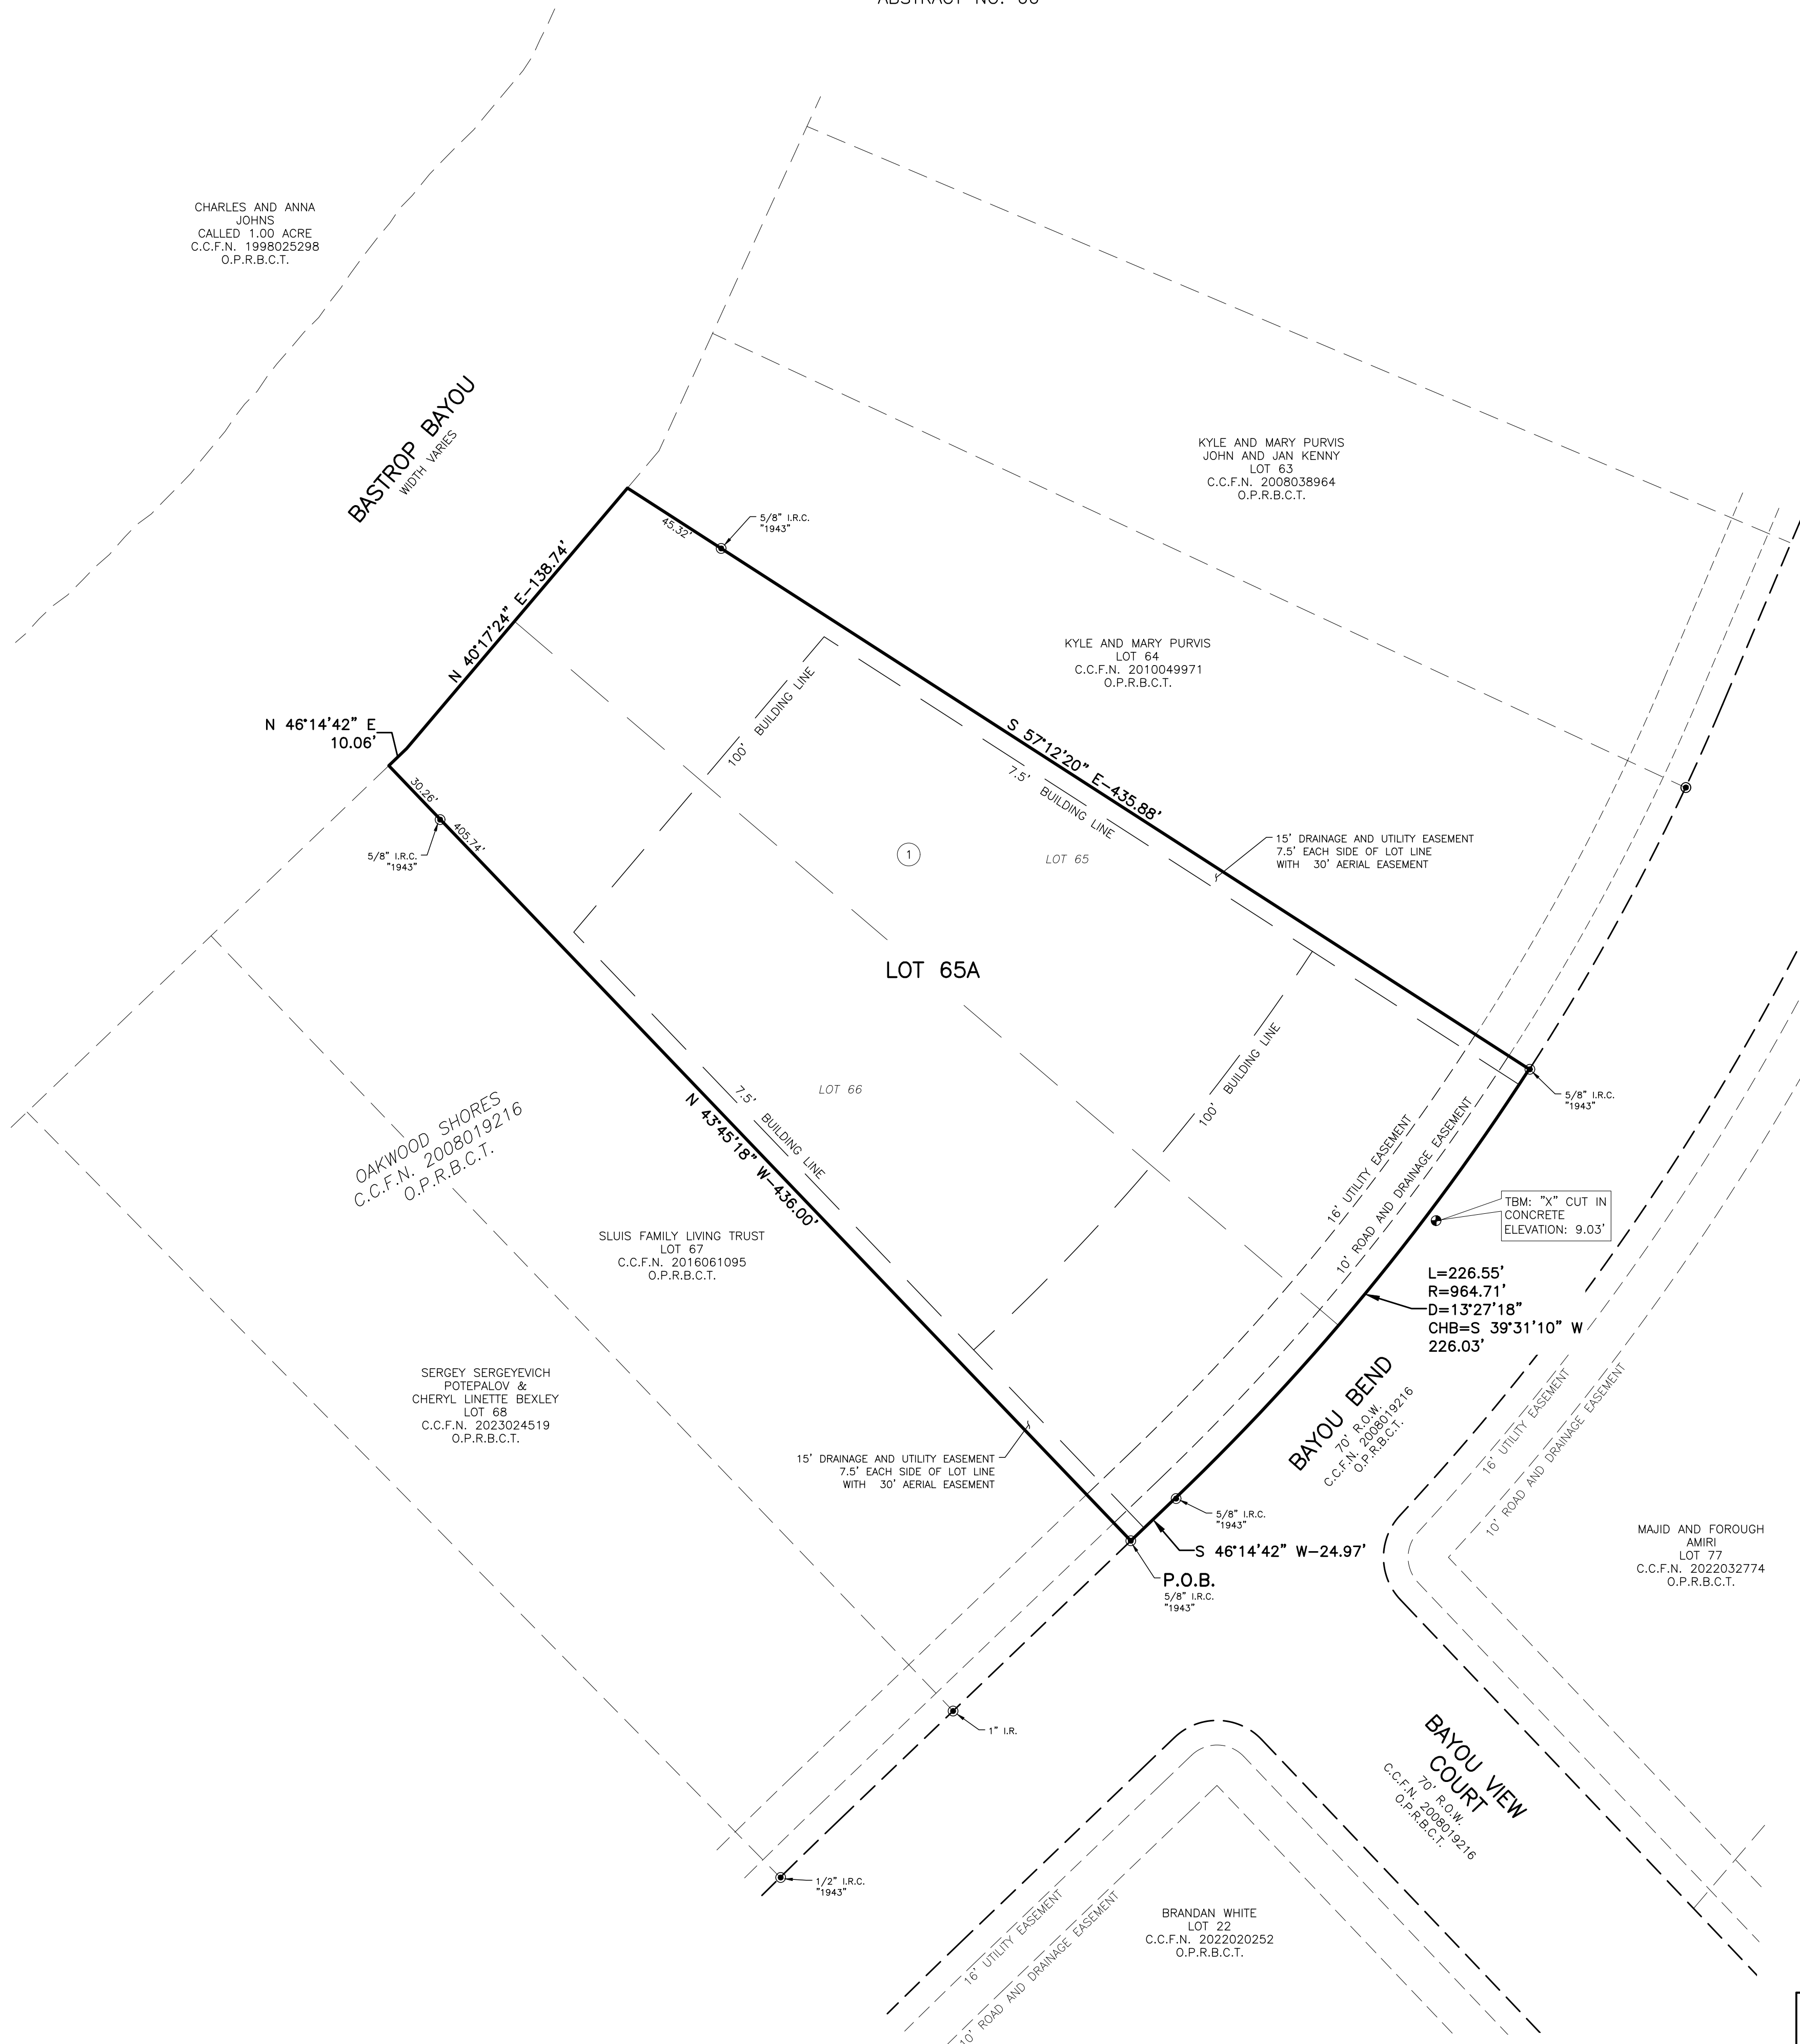 CHARLES AND ANNA
JOHNS
CALLED 1.00 ACRE
C.C.F.N. 1998025298
O.P.R.B.C.T.
BASTROP BAYOU
WIDTH VARIES
KYLE AND MARY PURVIS
JOHN AND JAN KENNY
LOT 63
C.C.F.N. 2008038964
O.P.R.B.C.T.
45.32'
5/8" I.R.C.
"1943"
N 40°17'24" E-138.74'
KYLE AND MARY PURVIS
LOT 64
C.C.F.N. 2010049971
O.P.R.B.C.T.
N 46°14'42" E
10.06'
100' BUILDING LINE
S 57°12'20" E-435.88'
7.5' BUILDING LINE
30.26'
405.74'
5/8" I.R.C.
"1943"
1
LOT 65
15' DRAINAGE AND UTILITY EASEMENT
7.5' EACH SIDE OF LOT LINE
WITH 30' AERIAL EASEMENT
LOT 65A
LOT 66
100' BUILDING LINE
5/8" I.R.C.
"1943"
7.5' BUILDING LINE
N 43°45'18" W-436.00'
OAKWOOD SHORES
C.C.F.N. 2008019216
O.P.R.B.C.T.
16' UTILITY EASEMENT
10' ROAD AND DRAINAGE EASEMENT
TBM: "X" CUT IN
CONCRETE
ELEVATION: 9.03'
SLUIS FAMILY LIVING TRUST
LOT 67
C.C.F.N. 2016061095
O.P.R.B.C.T.
L=226.55'
R=964.71'
D=13°27'18"
CHB=S 39°31'10" W
226.03'
SERGEY SERGEYEVICH
POTEPALOV &
CHERYL LINETTE BEXLEY
LOT 68
C.C.F.N. 2023024519
O.P.R.B.C.T.
BAYOU BEND
70' R.O.W.
C.C.F.N. 2008019216
O.P.R.B.C.T.
16' UTILITY EASEMENT
10' ROAD AND DRAINAGE EASEMENT
15' DRAINAGE AND UTILITY EASEMENT
7.5' EACH SIDE OF LOT LINE
WITH 30' AERIAL EASEMENT
5/8" I.R.C.
"1943"
S 46°14'42" W-24.97'
P.O.B.
5/8" I.R.C.
"1943"
MAJID AND FOROUGH
AMIRI
LOT 77
C.C.F.N. 2022032774
O.P.R.B.C.T.
1" I.R.
BAYOU VIEW
COURT
70' R.O.W.
C.C.F.N. 2008019216
O.P.R.B.C.T.
1/2" I.R.C.
"1943"
16' UTILITY EASEMENT
10' ROAD AND DRAINAGE EASEMENT
BRANDAN WHITE
LOT 22
C.C.F.N. 2022020252
O.P.R.B.C.T.